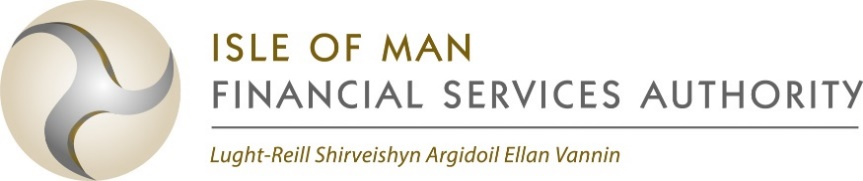 ISLE OF MAN
FINANCIAL SERVICES AUTHORITY
Lught-Reill Shirveishyn Argidoil Ellan Vannin